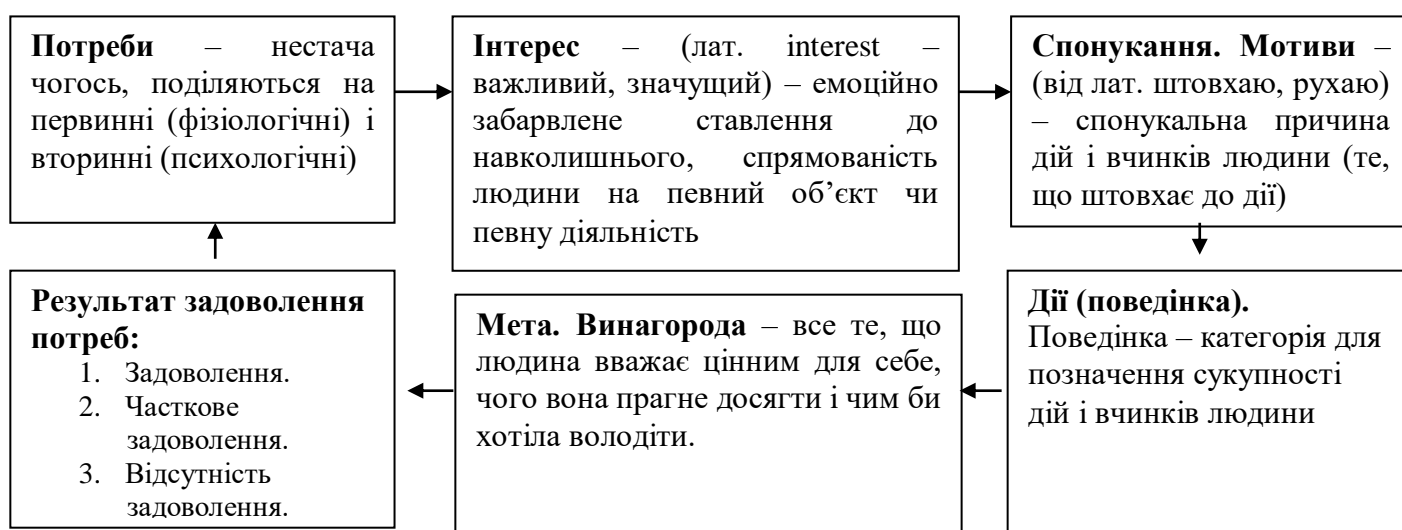 Потреби – нестача
чогось, поділяються на
первинні (фізіологічні) і
вторинні (психологічні)
Інтерес – (лат. interest –
важливий, значущий) – емоційно
забарвлене ставлення до
навколишнього, спрямованість
людини на певний об’єкт чи
певну діяльність
Спонукання. Мотиви –
(від лат. штовхаю, рухаю)
– спонукальна причина
дій і вчинків людини (те,
що штовхає до дії)
Дії (поведінка).
Поведінка – категорія для
позначення сукупності
дій і вчинків людини
Мета. Винагорода – все те, що
людина вважає цінним для себе,
чого вона прагне досягти і чим би
хотіла володіти.
Результат задоволення
потреб:
1. Задоволення.
2. Часткове
задоволення.
3. Відсутність
задоволення.